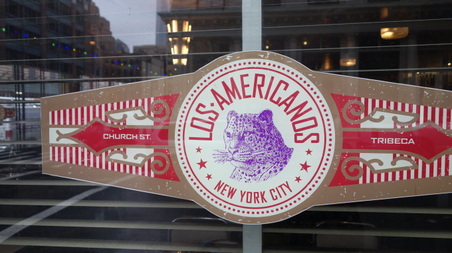 LOS AMERICANOS
CHURCH ST.
TRIBECA
NEW YORK CITY